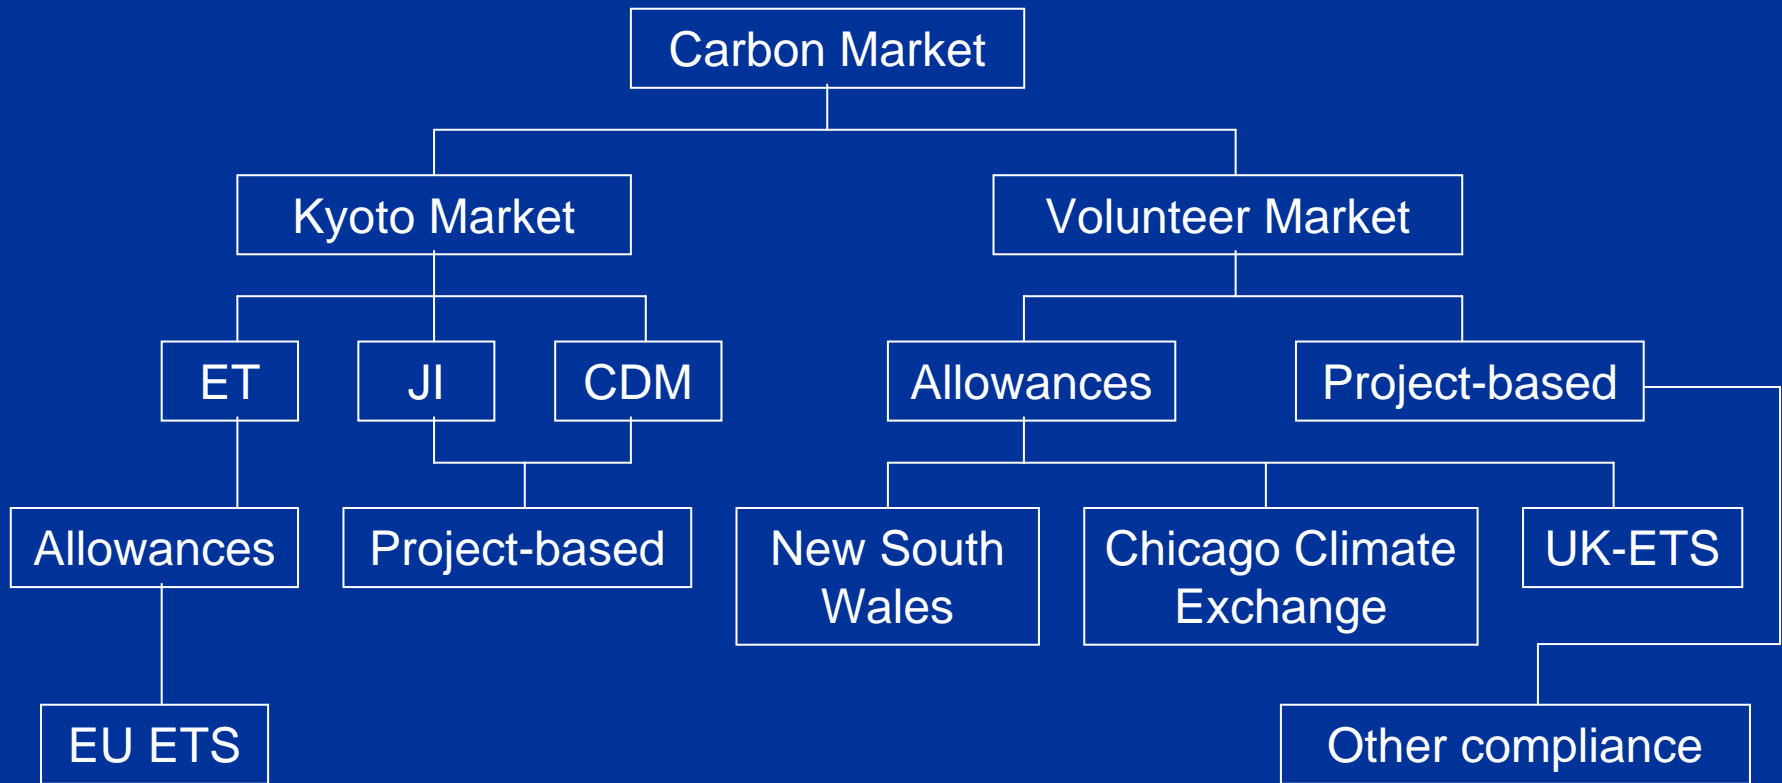 Carbon Market
Kyoto Market
Volunteer Market
ET
JI
CDM
Allowances
Project-based
Allowances
Project-based
New South
Wales
Chicago Climate
Exchange
UK-ETS
EU ETS
Other compliance